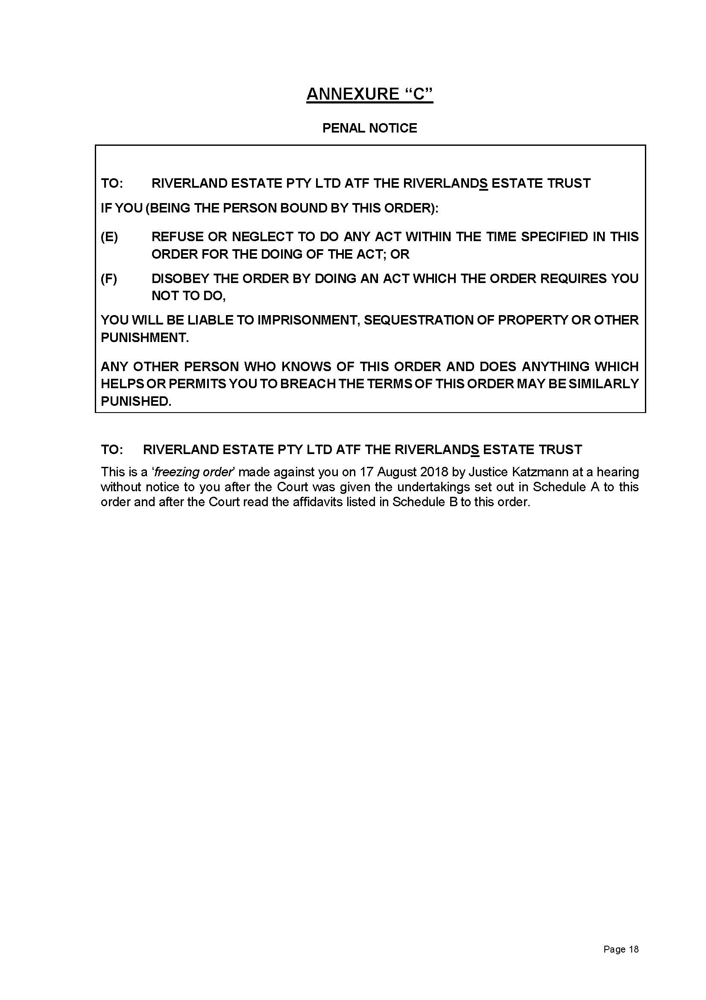 ANNEXURE “C”
PENAL NOTICE
TO: RIVERLAND ESTATE PTY LTD ATF THE RIVERLANDS ESTATE TRUST
IF YOU (BEING THE PERSON BOUND BY THIS ORDER):
(E) REFUSE OR NEGLECT TO DO ANY ACT WITHIN THE TIME SPECIFIED IN THIS
ORDER FOR THE DOING OF THE ACT; OR
(F) DISOBEY THE ORDER BY DOING AN ACT WHICH THE ORDER REQUIRES YOU
NOT TO DO,
YOU WILL BE LIABLE TO IMPRISONMENT, SEQUESTRATION OF PROPERTY OR OTHER
PUNISHMENT.
ANY OTHER PERSON WHO KNOWS OF THIS ORDER AND DOES ANYTHING WHICH
HELPS OR PERMITS YOU TO BREACH THE TERMS OF THIS ORDER MAY BE SIMILARLY
PUNISHED.
TO: RIVERLAND ESTATE PTY LTD ATF THE RIVERLANDS ESTATE TRUST
This is a ‘freezing order’ made against you on 17 August 2018 by Justice Katzmann at a hearing
without notice to you after the Court was given the undertakings set out in Schedule A to this
order and after the Court read the affidavits listed in Schedule B to this order.
Page 18